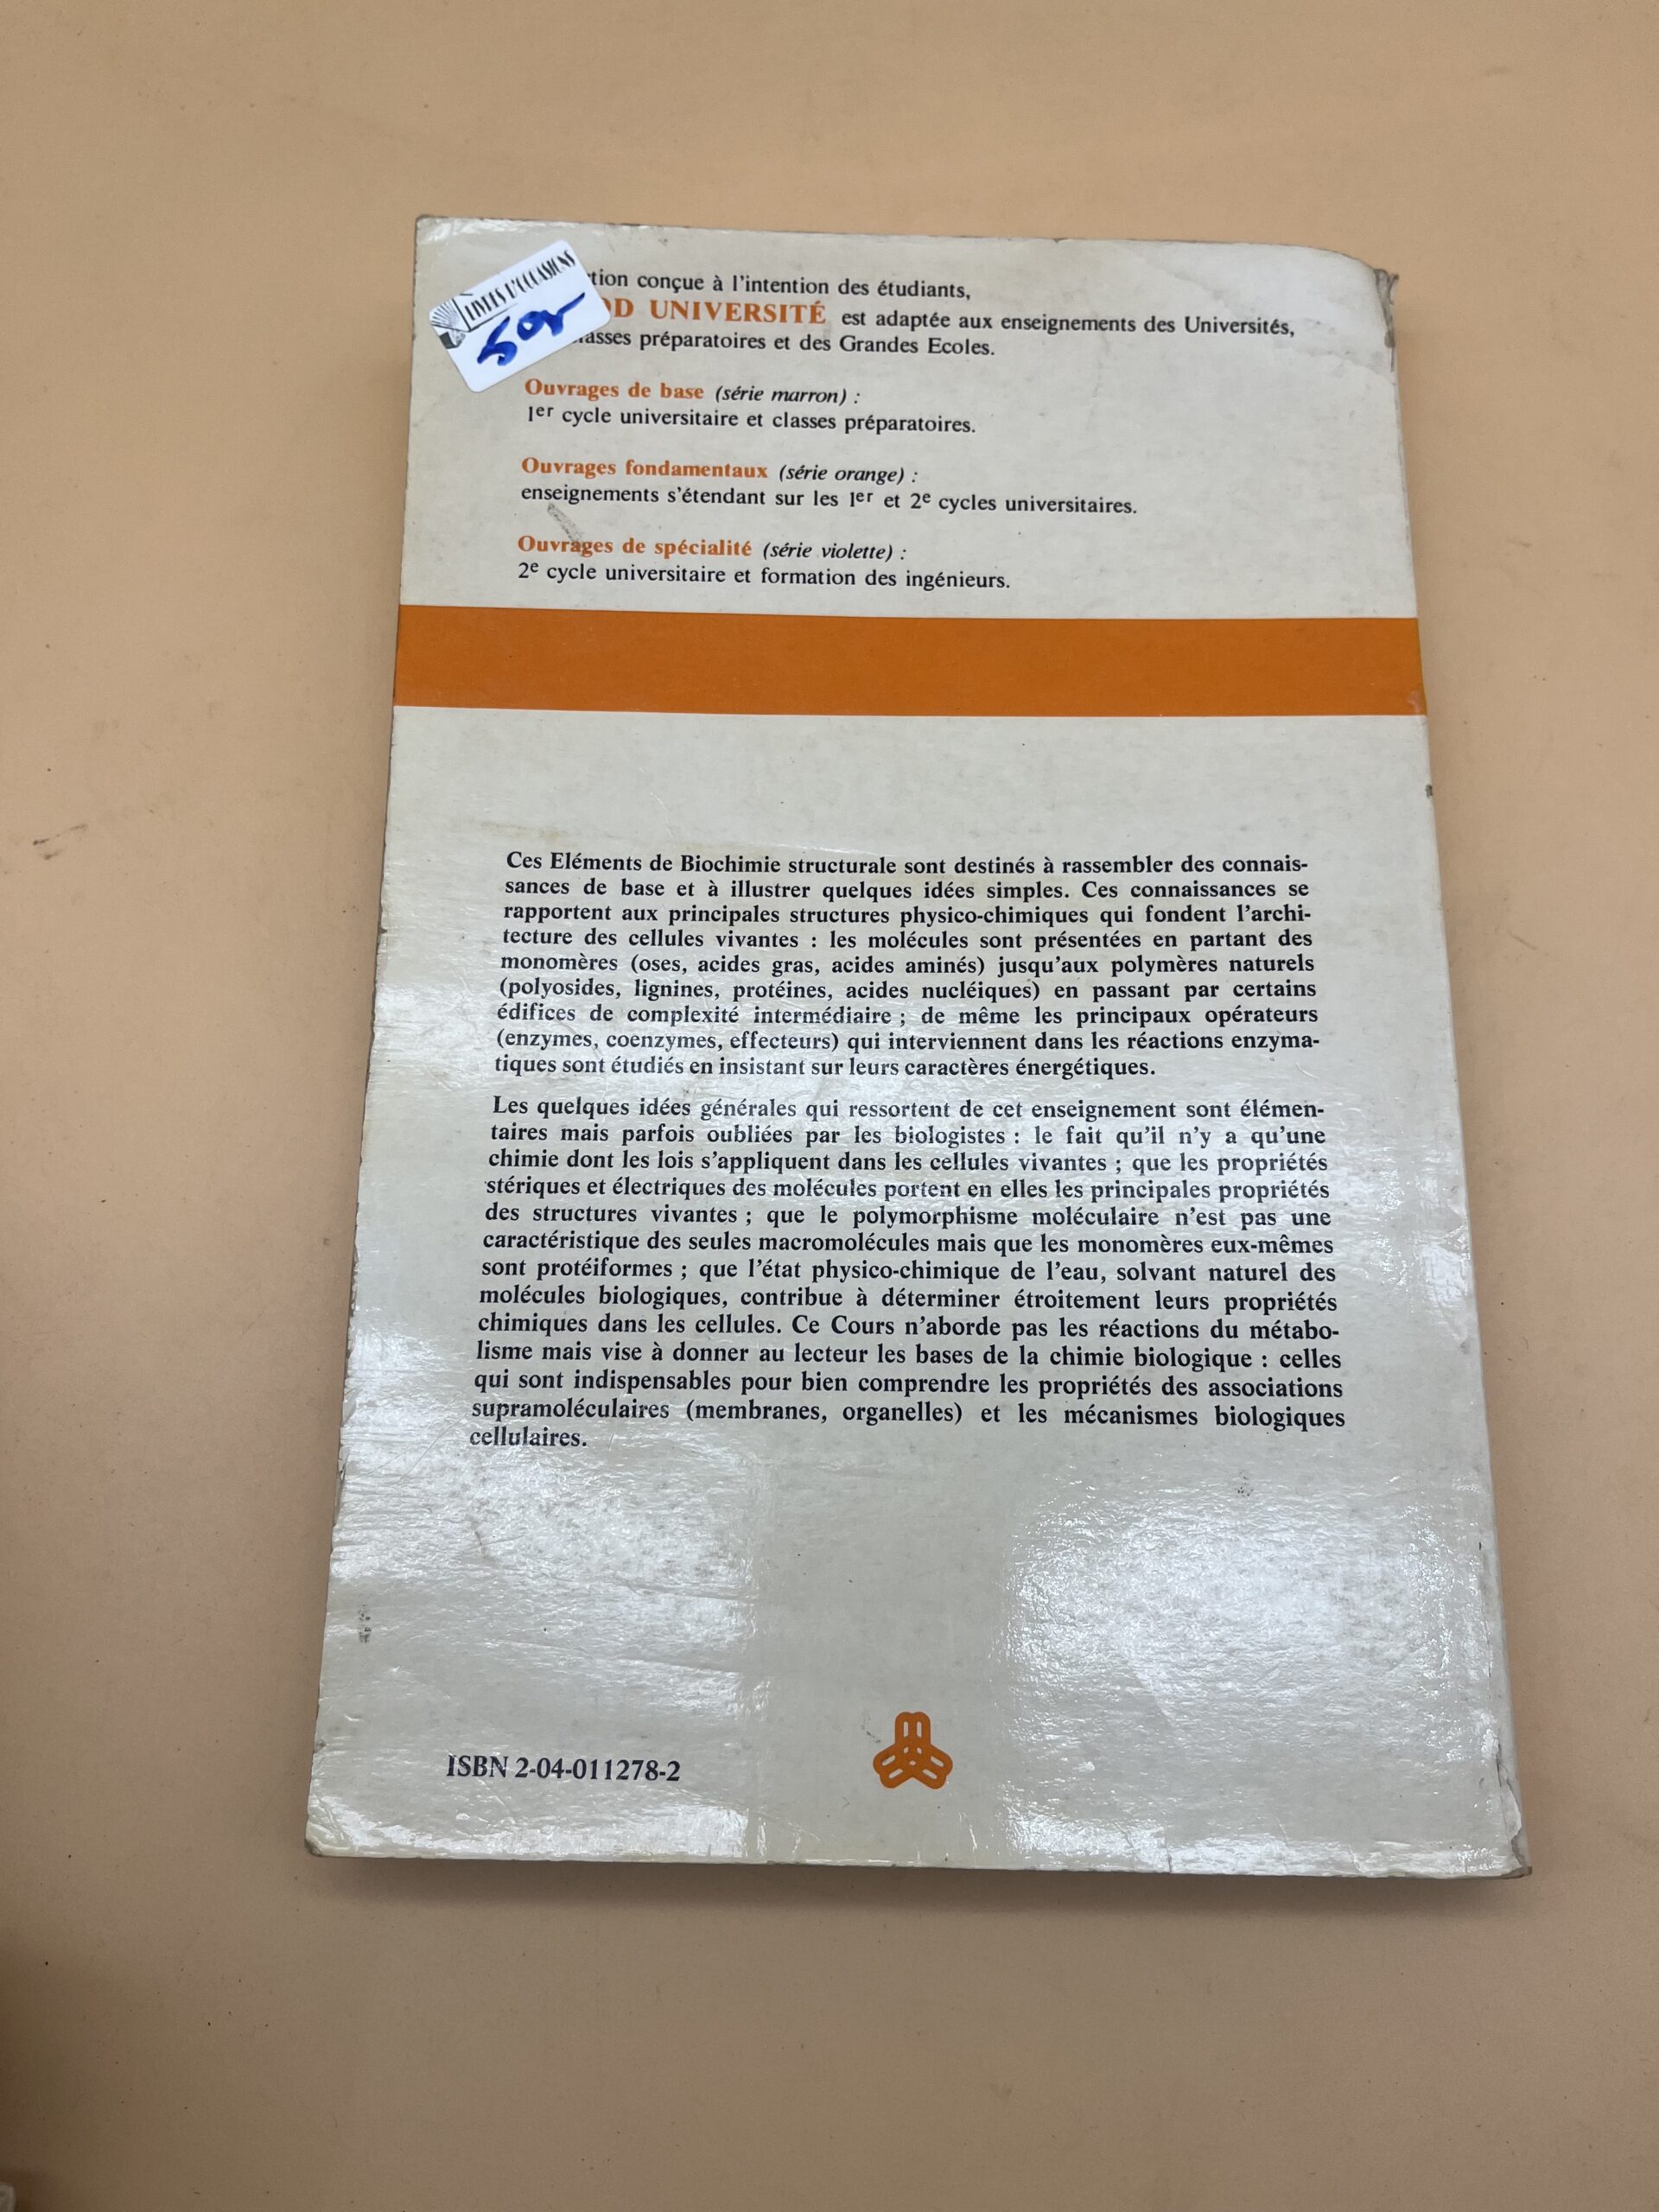 LIVRES D'OCCASIONS
conçue à l'intention des étudiants,
UNIVERSITÉ est adaptée aux enseignements des Universités,
préparatoires et des Grandes Ecoles.
Ouvrages de base (série marron) :
1er cycle universitaire et classes préparatoires.
Ouvrages fondamentaux (série orange) :
enseignements s'étendant sur les 1er et 2e cycles universitaires.
Ouvrages de spécialité (série violette) :
2e cycle universitaire et formation des ingénieurs.
Ces Eléments de Biochimie structurale sont destinés à rassembler des connais-
sances de base et à illustrer quelques idées simples. Ces connaissances se
rapportent aux principales structures physico-chimiques qui fondent l'archi-
tecture des cellules vivantes : les molécules sont présentées en partant des
monomères (oses, acides gras, acides aminés) jusqu'aux polymères naturels
(polyosides, lignines, protéines, acides nucléiques) en passant par certains
édifices de complexité intermédiaire ; de même les principaux opérateurs
(enzymes, coenzymes, effecteurs) qui interviennent dans les réactions enzyma-
tiques sont étudiés en insistant sur leurs caractères énergétiques.
Les quelques idées générales qui ressortent de cet enseignement sont élémen-
taires mais parfois oubliées par les biologistes : le fait qu'il n'y a qu'une
chimie dont les lois s'appliquent dans les cellules vivantes ; que les propriétés
stériques et électriques des molécules portent en elles les principales propriétés
des structures vivantes ; que le polymorphisme moléculaire n'est pas une
caractéristique des seules macromolécules mais que les monomères eux-mêmes
sont protéiformes ; que l'état physico-chimique de l'eau, solvant naturel des
molécules biologiques, contribue à déterminer étroitement leurs propriétés
chimiques dans les cellules. Ce Cours n'aborde pas les réactions du métabo-
lisme mais vise à donner au lecteur les bases de la chimie biologique : celles
qui sont indispensables pour bien comprendre les propriétés des associations
supramoléculaires (membranes, organelles) et les mécanismes biologiques
cellulaires.
ISBN 2-04-011278-2